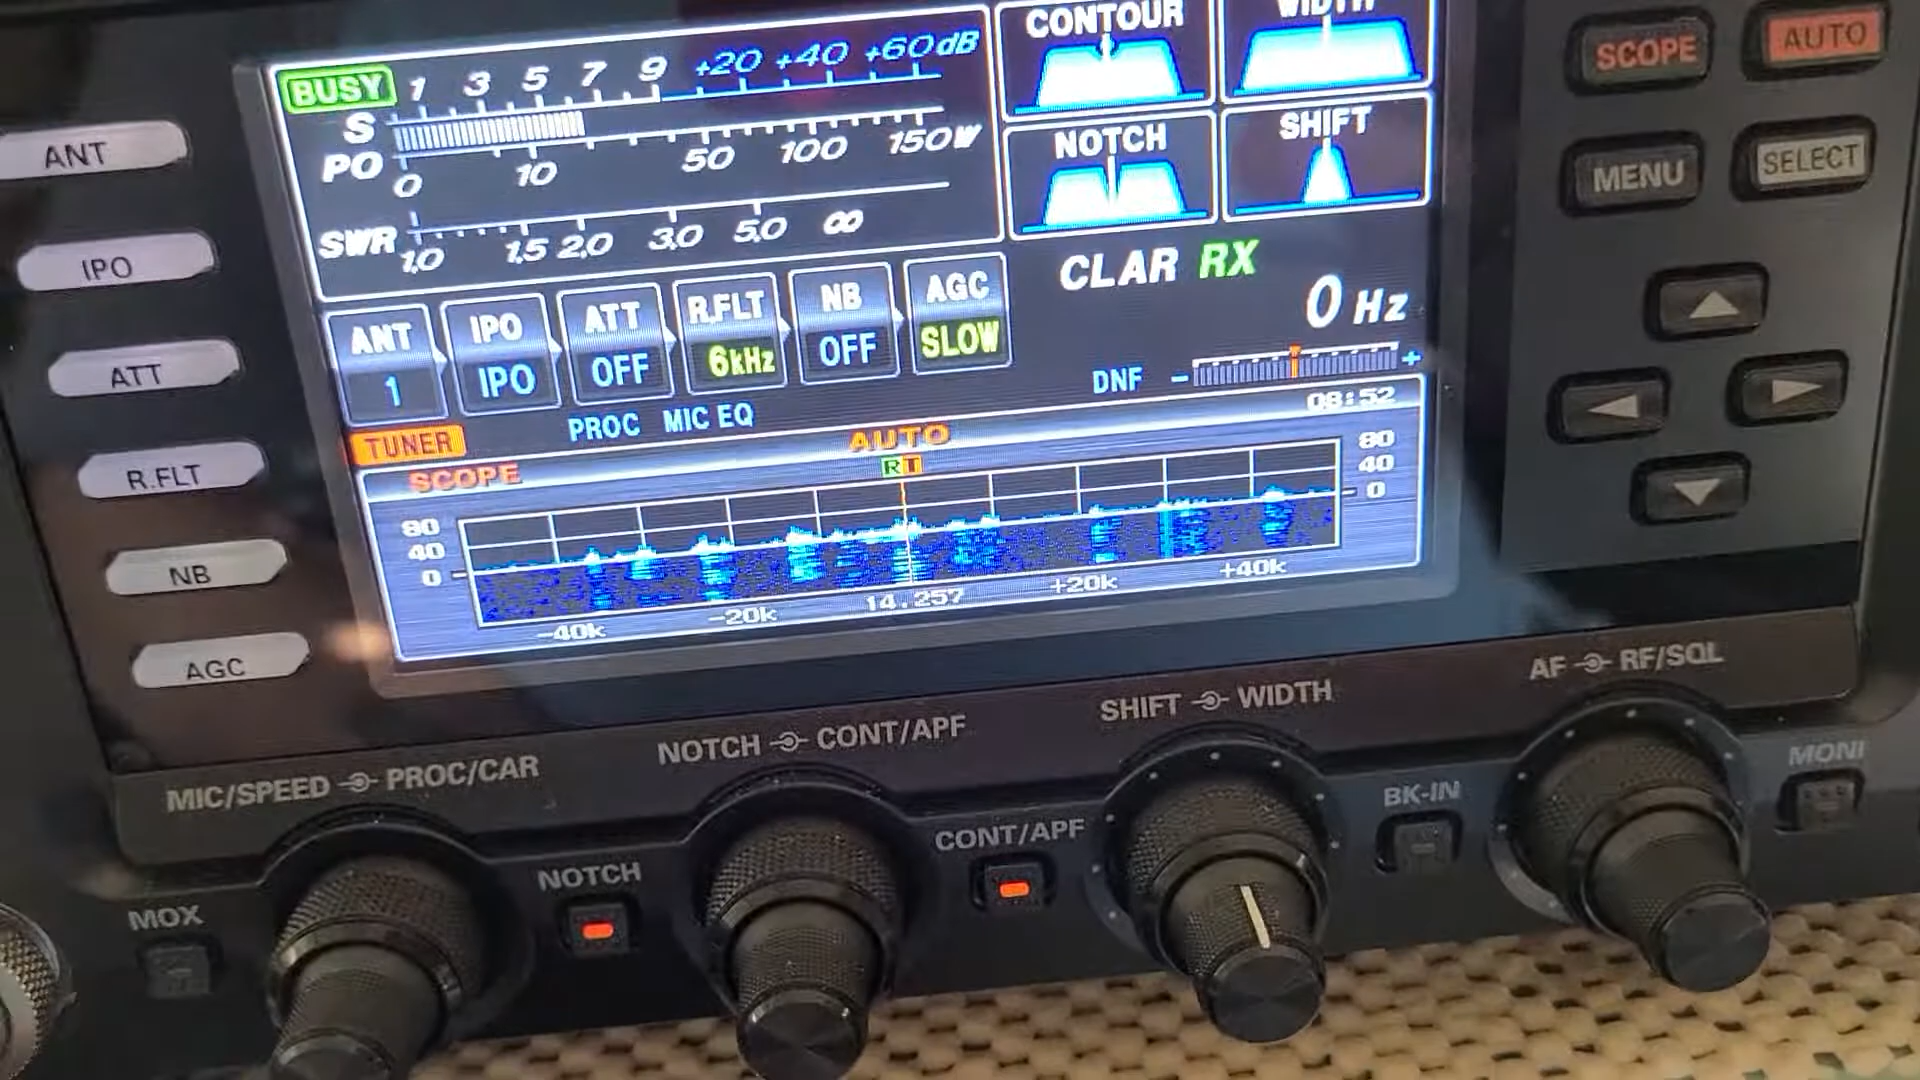 BUSY 1 3 5 7 9 +20 +40 +60dB
S
PO 0 10 50 100 150W
SWR 1.0 1.5 2.0 3.0 5.0 ∞
CONTOUR WIDTH
NOTCH SHIFT
CLAR RX
0 Hz
ANT IPO ATT R.FLT NB AGC
1 IPO OFF 6kHz OFF SLOW
TUNER PROC MIC EQ DNF - +
SCOPE AUTO 08:52
R T
80 80
40 40
0 0
-40k -20k 14.257 +20k +40k
ANT
IPO
ATT
R.FLT
NB
AGC
SCOPE AUTO
MENU SELECT
MIC/SPEED PROC/CAR
NOTCH CONT/APF
SHIFT WIDTH
AF RF/SQL
MOX
NOTCH
CONT/APF
BK-IN
MONI